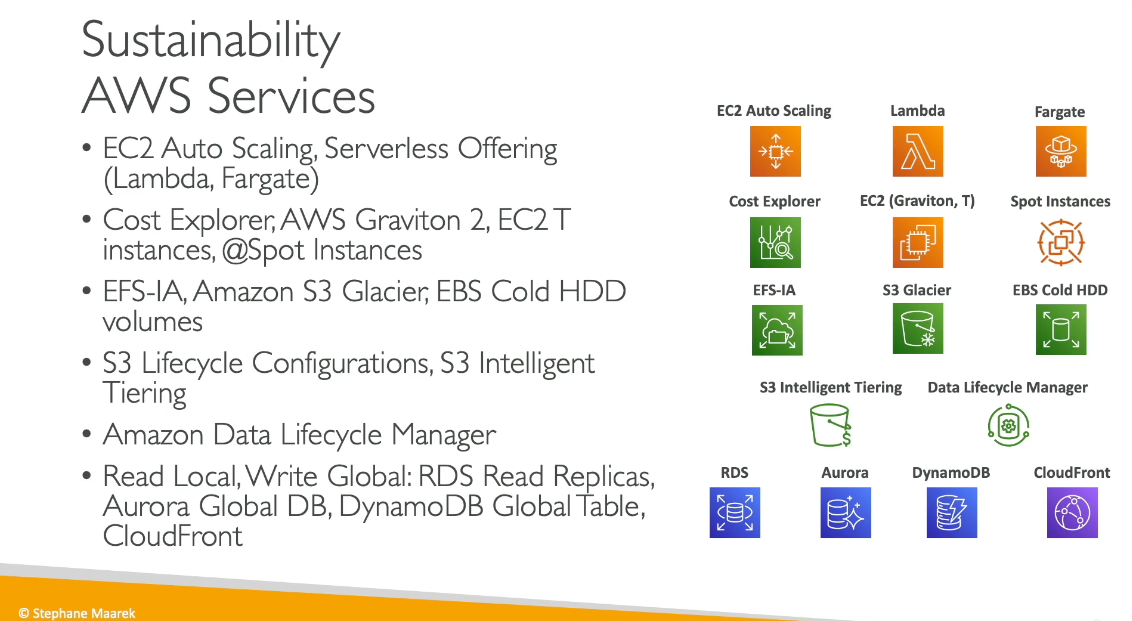 Sustainability
AWS Services
• EC2 Auto Scaling, Serverless Offering
(Lambda, Fargate)
• Cost Explorer, AWS Graviton 2, EC2 T
instances, @Spot Instances
• EFS-IA, Amazon S3 Glacier, EBS Cold HDD
volumes
• S3 Lifecycle Configurations, S3 Intelligent
Tiering
• Amazon Data Lifecycle Manager
• Read Local, Write Global: RDS Read Replicas,
Aurora Global DB, DynamoDB Global Table,
CloudFront
EC2 Auto Scaling
Lambda
Fargate
Cost Explorer
EC2 (Graviton, T)
Spot Instances
EFS-IA
S3 Glacier
EBS Cold HDD
S3 Intelligent Tiering
Data Lifecycle Manager
RDS
Aurora
DynamoDB
CloudFront
© Stephane Maarek